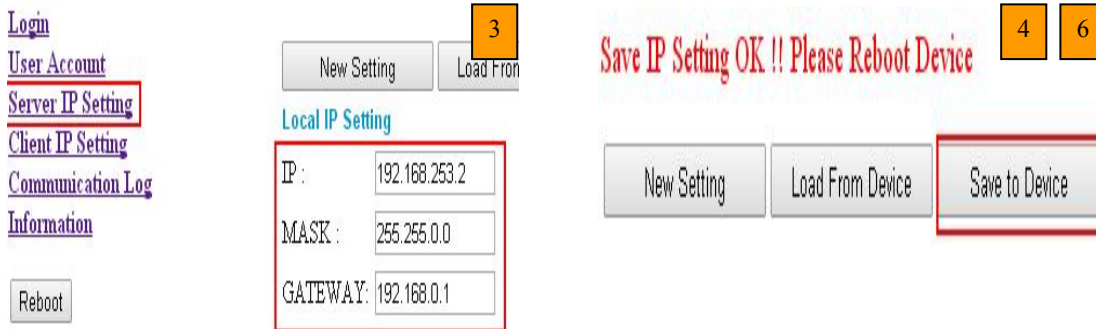 Login
User Account
Server IP Setting
Client IP Setting
Communication Log
Information
Reboot
3
New Setting
Load From
Local IP Setting
IP : 192.168.253.2
MASK : 255.255.0.0
GATEWAY: 192.168.0.1
4 6
Save IP Setting OK !! Please Reboot Device
New Setting Load From Device Save to Device